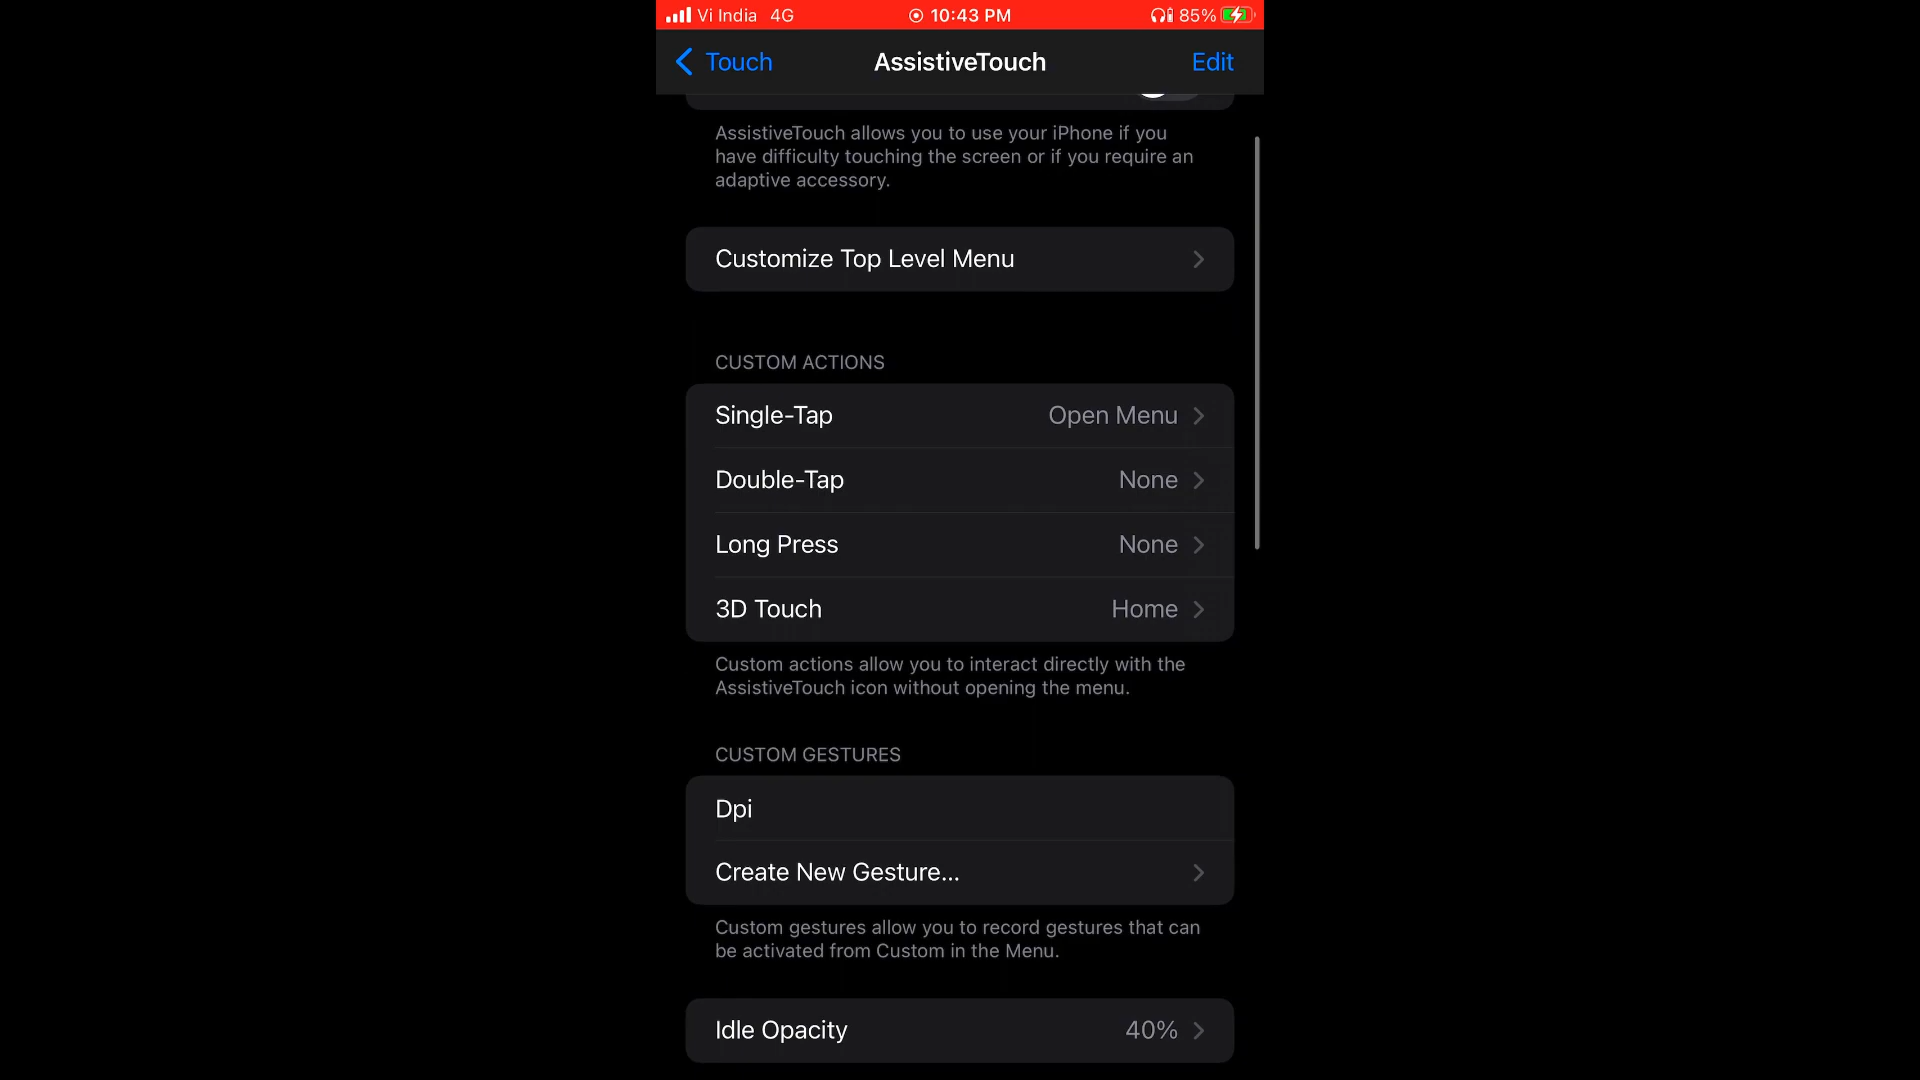 Vi India 4G 10:43 PM 85%
Touch AssistiveTouch Edit
AssistiveTouch allows you to use your iPhone if you
have difficulty touching the screen or if you require an
adaptive accessory.
Customize Top Level Menu
CUSTOM ACTIONS
Single-Tap Open Menu
Double-Tap None
Long Press None
3D Touch Home
Custom actions allow you to interact directly with the
AssistiveTouch icon without opening the menu.
CUSTOM GESTURES
Dpi
Create New Gesture...
Custom gestures allow you to record gestures that can
be activated from Custom in the Menu.
Idle Opacity 40%